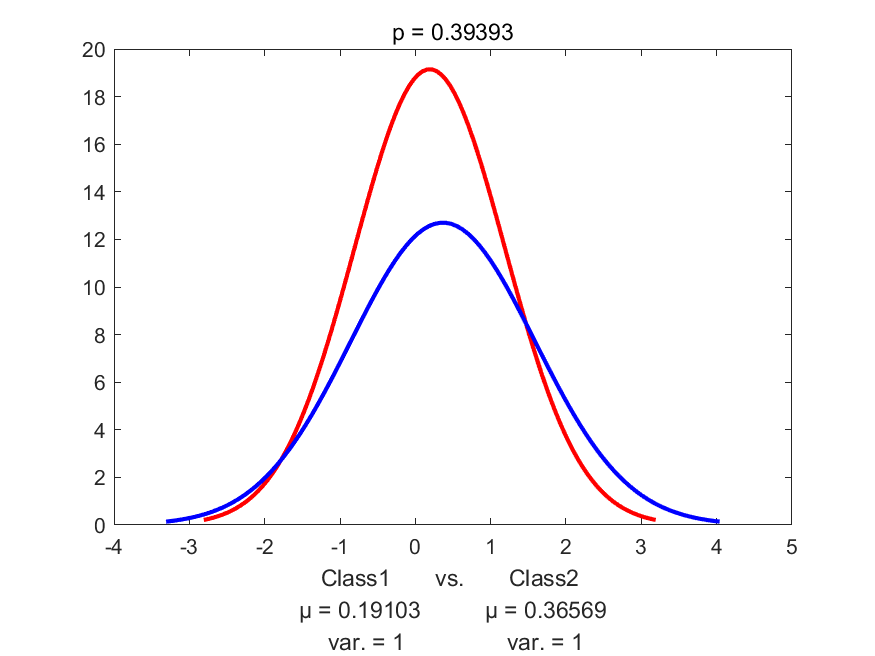 p = 0.39393
20
18
16
14
12
10
8
6
4
2
0
-4 -3 -2 -1 0 1 2 3 4 5
Class1 vs. Class2
μ = 0.19103 μ = 0.36569
var. = 1 var. = 1